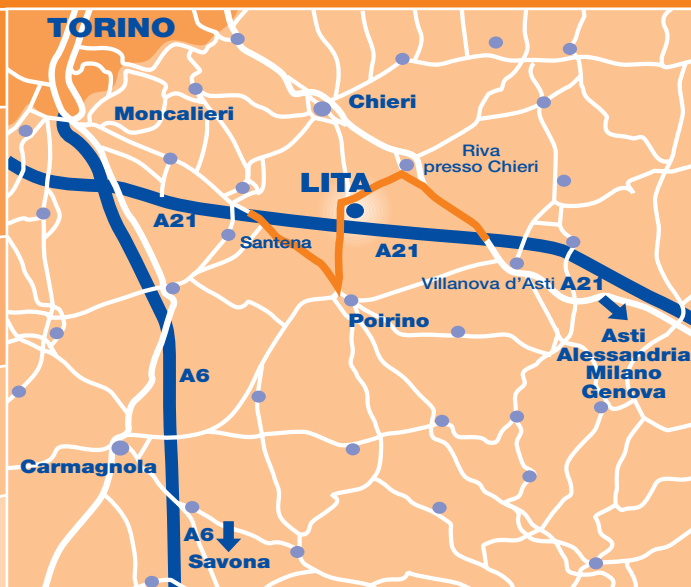 TORINO
Moncalieri
Chieri
Riva
presso Chieri
LITA
A21
Santena
A21
Villanova d'Asti
A21
Poirino
Asti
Alessandria
Milano
Genova
A6
Carmagnola
A6
Savona